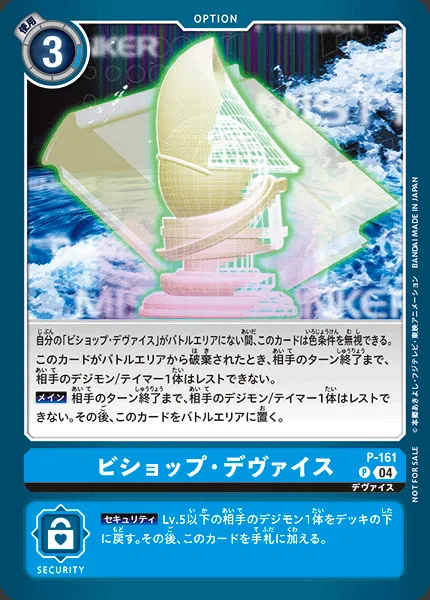 OPTION
使用
3
自分の「ビショップ・デヴァイス」がバトルエリアにない間、このカードは色条件を無視できる。
このカードがバトルエリアから破棄されたとき、相手のターン終了まで、
相手のデジモン/テイマー1体はレストできない。
メイン 相手のターン終了まで、相手のデジモン/テイマー1体はレストで
きない。その後、このカードをバトルエリアに置く。
ビショップ・デヴァイス
P-161
P 04
デヴァイス
セキュリティ Lv.5以下の相手のデジモン1体をデッキの下
に戻す。その後、このカードを手札に加える。
SECURITY
©本郷あきよし・フジテレビ・東映アニメーション BANDAI MADE IN JAPAN
NOT FOR SALE